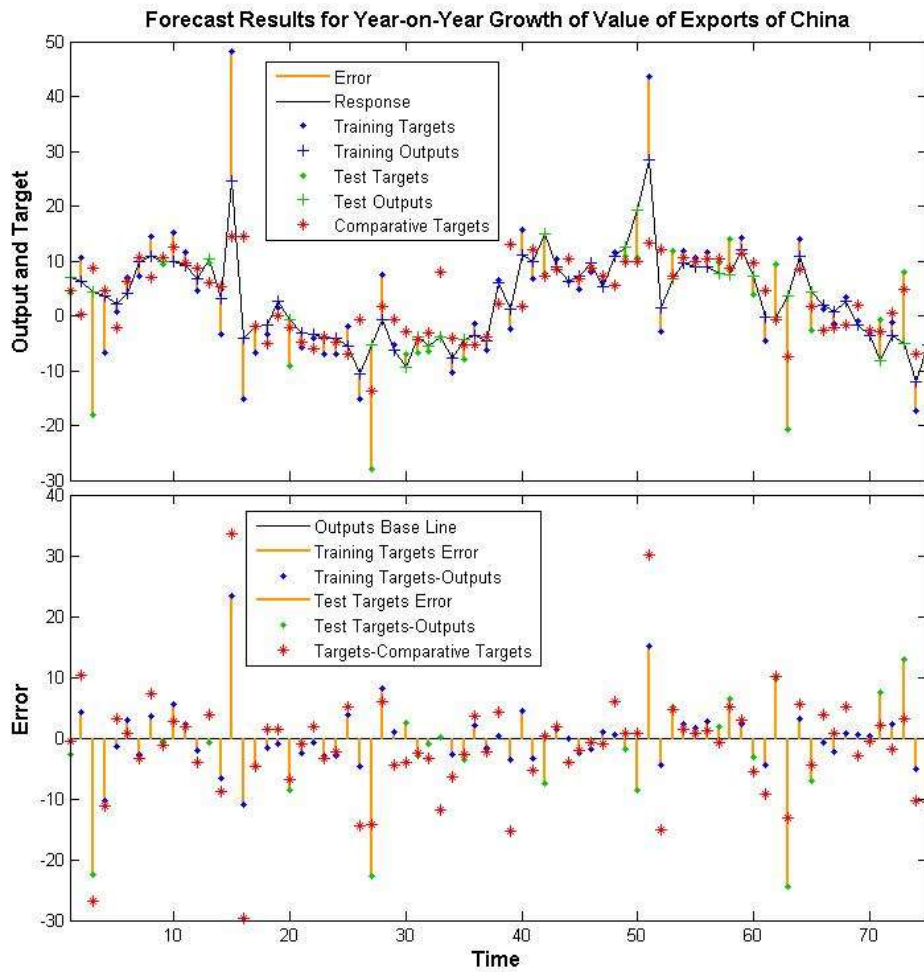 Forecast Results for Year-on-Year Growth of Value of Exports of China
Output and Target
50
40
30
20
10
0
-10
-20
-30
Error
Response
Training Targets
Training Outputs
Test Targets
Test Outputs
Comparative Targets
Error
40
30
20
10
0
-10
-20
-30
Outputs Base Line
Training Targets Error
Training Targets-Outputs
Test Targets Error
Test Targets-Outputs
Targets-Comparative Targets
10 20 30 40 50 60 70
Time